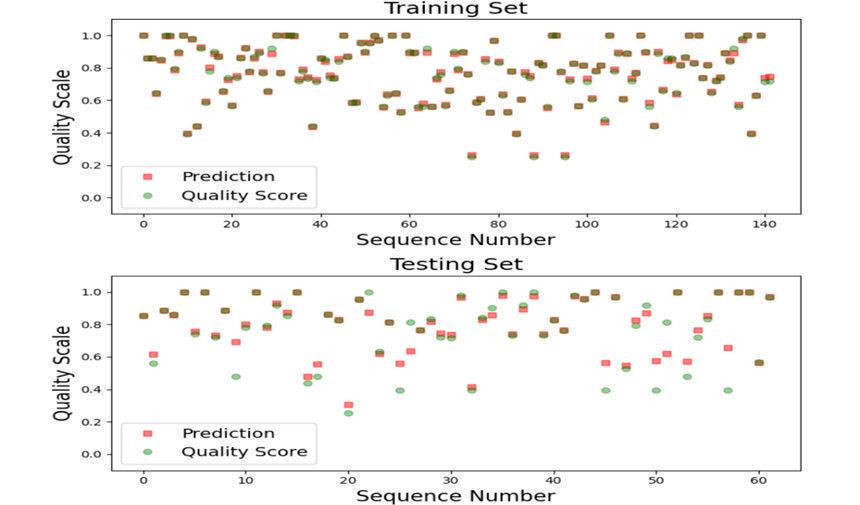 Training Set
Quality Scale
1.0
0.8
0.6
0.4
0.2
0.0
Prediction
Quality Score
0 20 40 60 80 100 120 140
Sequence Number
Testing Set
Quality Scale
1.0
0.8
0.6
0.4
0.2
0.0
Prediction
Quality Score
0 10 20 30 40 50 60
Sequence Number